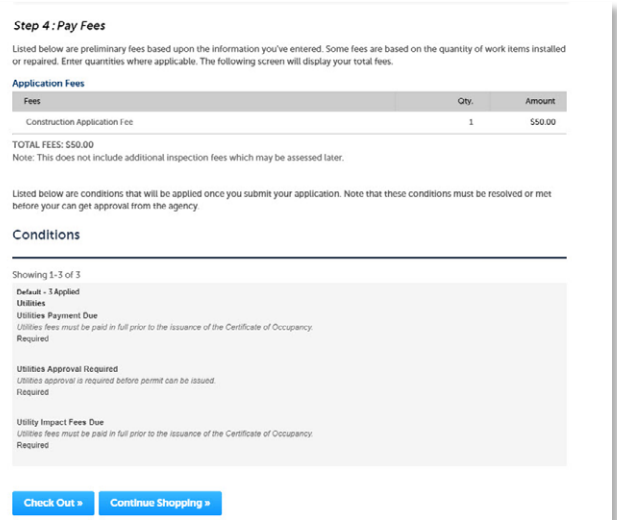 Step 4: Pay Fees
Listed below are preliminary fees based upon the information you've entered. Some fees are based on the quantity of work items installed
or repaired. Enter quantities where applicable. The following screen will display your total fees.
Application Fees
Fees Qty. Amount
Construction Application Fee 1 $50.00
TOTAL FEES: $50.00
Note: This does not include additional inspection fees which may be assessed later.
Listed below are conditions that will be applied once you submit your application. Note that these conditions must be resolved or met
before your can get approval from the agency.
Conditions
Showing 1-3 of 3
Default - 3 Applied
Utilities
Utilities Payment Due
Utilities fees must be paid in full prior to the issuance of the Certificate of Occupancy.
Required
Utilities Approval Required
Utilities approval is required before permit can be issued.
Required
Utility Impact Fees Due
Utilities fees must be paid in full prior to the issuance of the Certificate of Occupancy.
Required
Check Out » Continue Shopping »